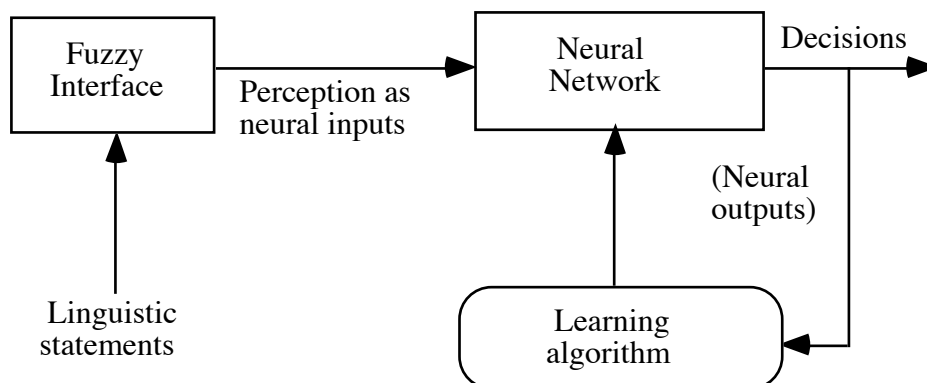 Fuzzy
Interface
Perception as
neural inputs
Neural
Network
Decisions
(Neural
outputs)
Linguistic
statements
Learning
algorithm